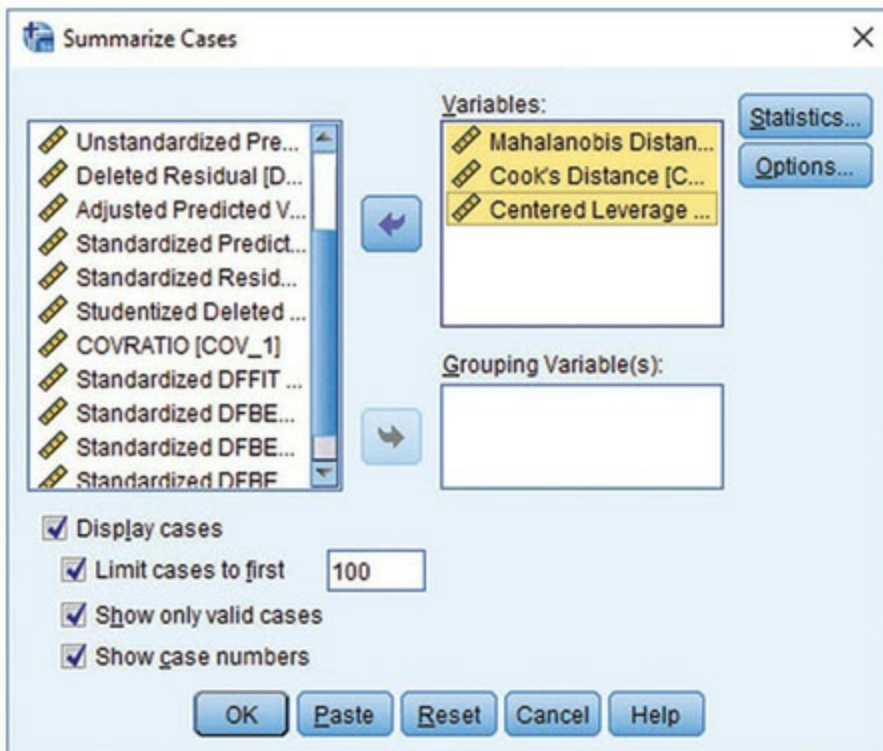 Summarize Cases
Unstandardized Pre...
Deleted Residual [D...
Adjusted Predicted V...
Standardized Predict...
Standardized Resid...
Studentized Deleted ...
COVRATIO [COV_1]
Standardized DFFIT ...
Standardized DFBE...
Standardized DFBE...
Standardized DFBE
Variables:
Mahalanobis Distan...
Cook's Distance [C...
Centered Leverage ...
Statistics...
Options...
Grouping Variable(s):
Display cases
Limit cases to first 100
Show only valid cases
Show case numbers
OK Paste Reset Cancel Help